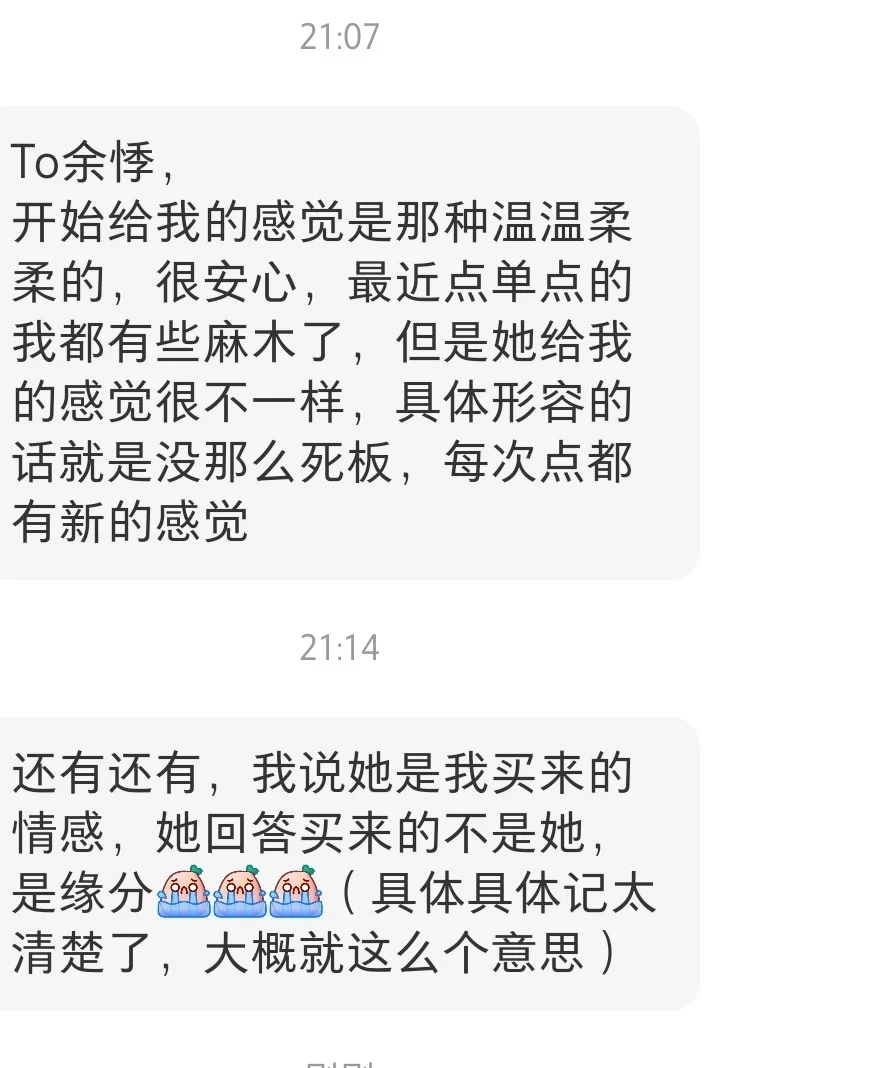 21:07
To余悸，
开始给我的感觉是那种温温柔
柔的，很安心，最近点单点的
我都有些麻木了，但是她给我
的感觉很不一样，具体形容的
话就是没那么死板，每次点都
有新的感觉
21:14
还有还有，我说她是我买来的
情感，她回答买来的不是她，
是缘分（具体具体记太
清楚了，大概就这么个意思）